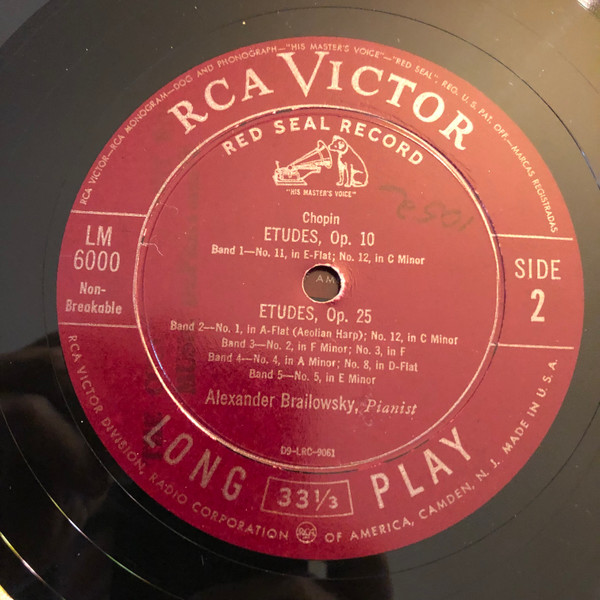 RCA VICTOR—RCA MONOGRAM—DOG AND PHONOGRAPH—"HIS MASTER'S VOICE"—"RED SEAL", REG. U. S. PAT. OFF.—MARCAS REGISTRADAS
RCA VICTOR
RED SEAL RECORD
"HIS MASTER'S VOICE"
LM
6000
Non-
Breakable
SIDE
2
Chopin
ETUDES, Op. 10
Band 1—No. 11, in E-Flat; No. 12, in C Minor
AM
ETUDES, Op. 25
Band 2—No. 1, in A-Flat (Aeolian Harp); No. 12, in C Minor
Band 3—No. 2, in F Minor; No. 3, in F
Band 4—No. 4, in A Minor; No. 8, in D-Flat
Band 5—No. 5, in E Minor
Alexander Brailowsky, Pianist
D9-LRC-9061
LONG 33 1/3 PLAY
RCA VICTOR DIVISION, RADIO CORPORATION RCA OF AMERICA, CAMDEN, N. J. MADE IN U. S. A.